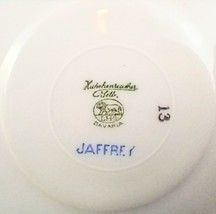 Hutschenreuther
Selb
BAVARIA
JAFFREY
13